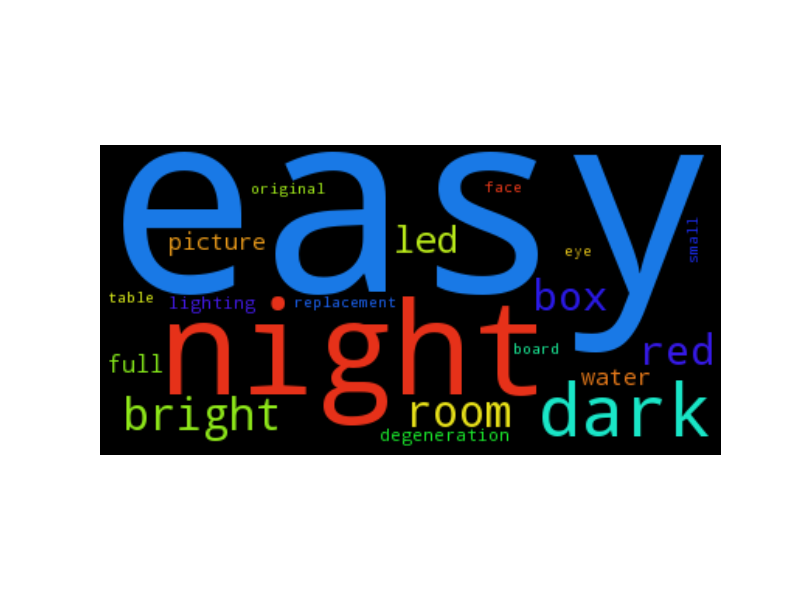 easy
original
face
small
picture
led
eye
table
lighting
replacement
box
night
board
red
full
water
bright
room
dark
degeneration